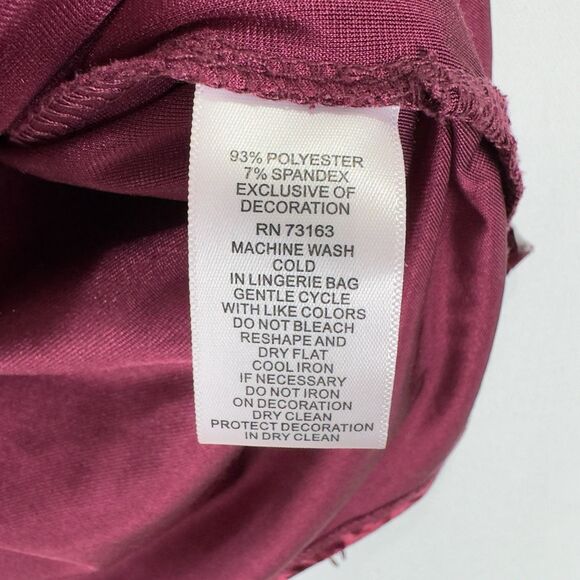 93% POLYESTER
7% SPANDEX
EXCLUSIVE OF
DECORATION
RN 73163
MACHINE WASH
COLD
IN LINGERIE BAG
GENTLE CYCLE
WITH LIKE COLORS
DO NOT BLEACH
RESHAPE AND
DRY FLAT
COOL IRON
IF NECESSARY
DO NOT IRON
ON DECORATION
DRY CLEAN
PROTECT DECORATION
IN DRY CLEAN